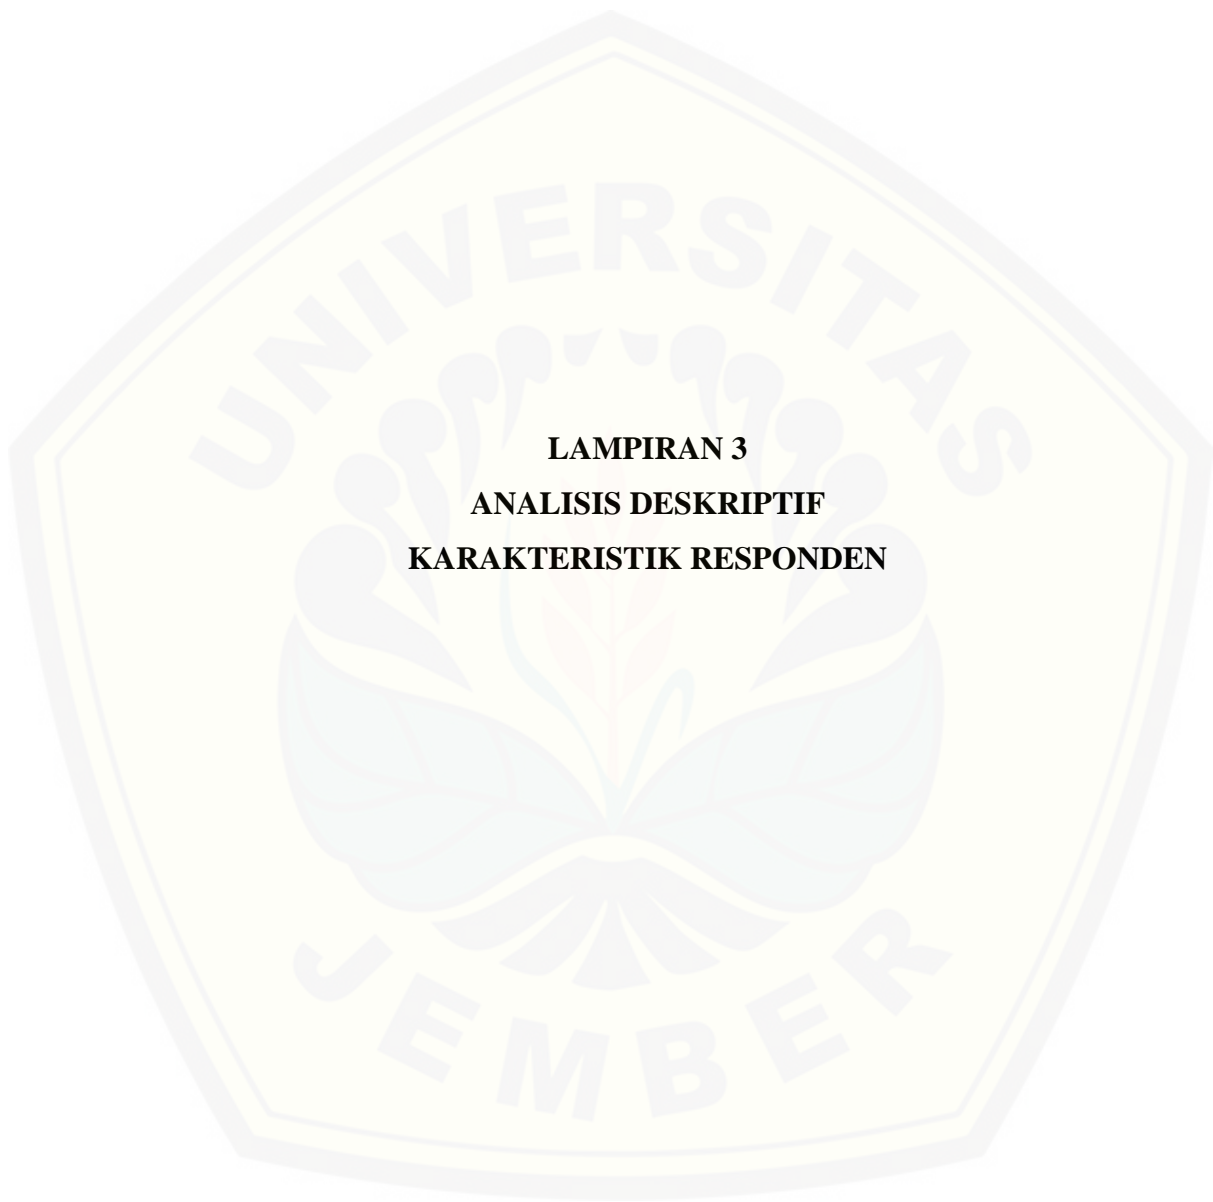 UNIVERSITAS
LAMPIRAN 3
ANALISIS DESKRIPTIF
KARAKTERISTIK RESPONDEN
JEMBER